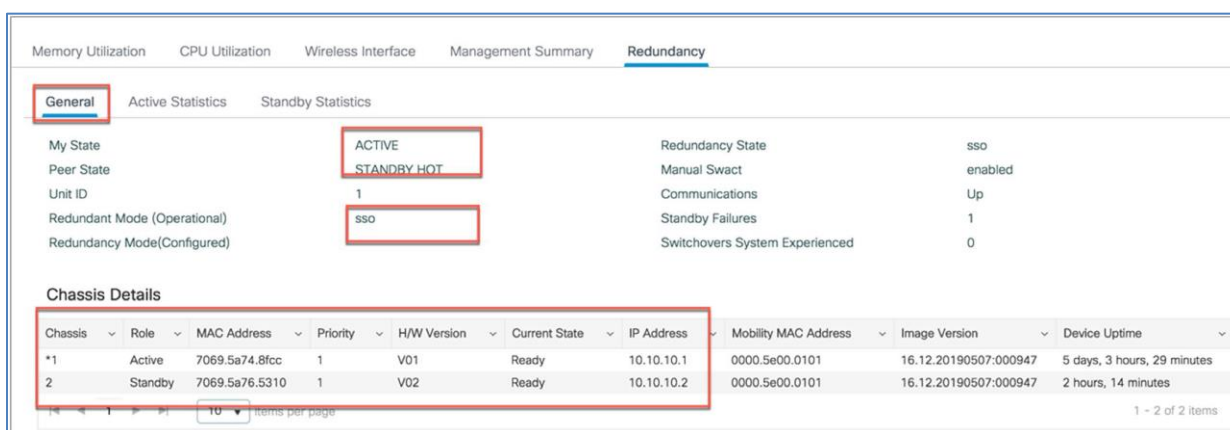 Memory Utilization CPU Utilization Wireless Interface Management Summary Redundancy
General Active Statistics Standby Statistics
My State ACTIVE Redundancy State sso
Peer State STANDBY HOT Manual Swact enabled
Unit ID 1 Communications Up
Redundant Mode (Operational) sso Standby Failures 1
Redundancy Mode(Configured) Switchovers System Experienced 0
Chassis Details
Chassis Role MAC Address Priority H/W Version Current State IP Address Mobility MAC Address Image Version Device Uptime
*1 Active 7069.5a74.8fcc 1 V01 Ready 10.10.10.1 0000.5e00.0101 16.12.20190507:000947 5 days, 3 hours, 29 minutes
2 Standby 7069.5a76.5310 1 V02 Ready 10.10.10.2 0000.5e00.0101 16.12.20190507:000947 2 hours, 14 minutes
1 10 items per page 1 - 2 of 2 items